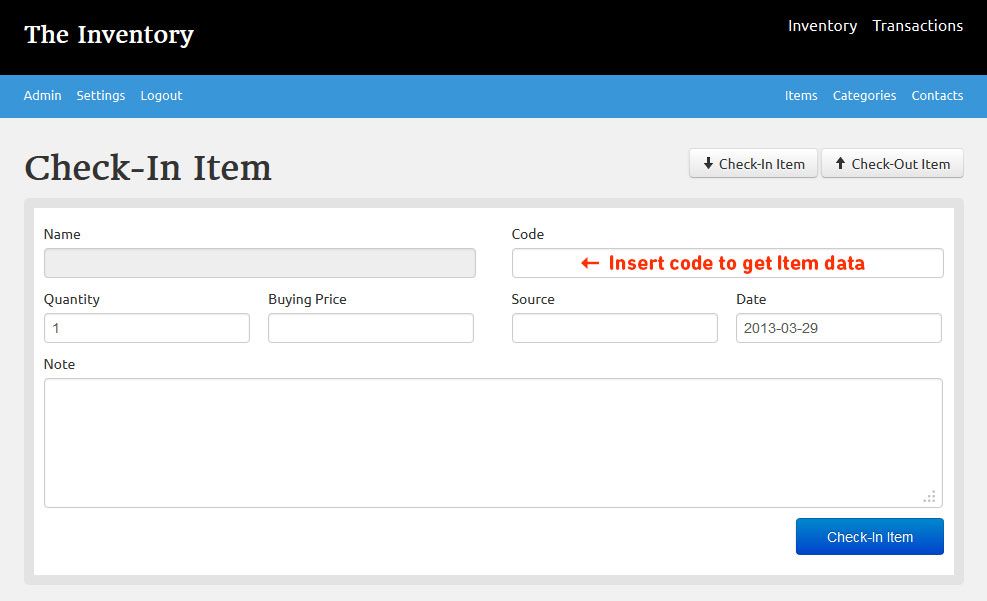 The Inventory
Inventory Transactions
Admin Settings Logout
Items Categories Contacts
Check-In Item
Check-In Item Check-Out Item
Name Code
← Insert code to get Item data
Quantity Buying Price Source Date
1 2013-03-29
Note
Check-In Item